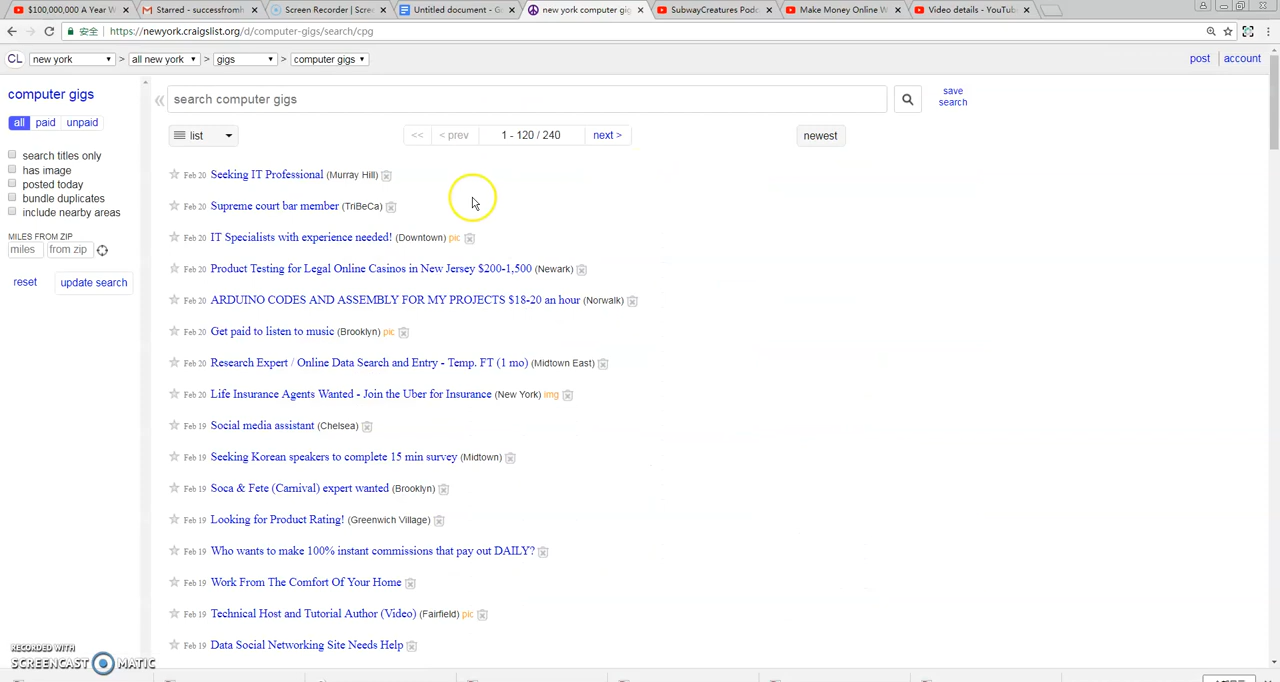 $100,000,000 A Year W
Starred - successfromh
Screen Recorder | Scree
Untitled document - Go
new york computer gig
SubwayCreatures Podc
Make Money Online W
Video details - YouTub
安全 | https://newyork.craigslist.org/d/computer-gigs/search/cpg
CL new york > all new york > gigs > computer gigs post account
computer gigs
all paid unpaid
search titles only
has image
posted today
bundle duplicates
include nearby areas
MILES FROM ZIP
miles from zip
reset update search
search computer gigs
save
search
list << < prev 1 - 120 / 240 next > newest
Feb 20 Seeking IT Professional (Murray Hill)
Feb 20 Supreme court bar member (TriBeCa)
Feb 20 IT Specialists with experience needed! (Downtown) pic
Feb 20 Product Testing for Legal Online Casinos in New Jersey $200-1,500 (Newark)
Feb 20 ARDUINO CODES AND ASSEMBLY FOR MY PROJECTS $18-20 an hour (Norwalk)
Feb 20 Get paid to listen to music (Brooklyn) pic
Feb 20 Research Expert / Online Data Search and Entry - Temp. FT (1 mo) (Midtown East)
Feb 20 Life Insurance Agents Wanted - Join the Uber for Insurance (New York) img
Feb 19 Social media assistant (Chelsea)
Feb 19 Seeking Korean speakers to complete 15 min survey (Midtown)
Feb 19 Soca & Fete (Carnival) expert wanted (Brooklyn)
Feb 19 Looking for Product Rating! (Greenwich Village)
Feb 19 Who wants to make 100% instant commissions that pay out DAILY?
Feb 19 Work From The Comfort Of Your Home
Feb 19 Technical Host and Tutorial Author (Video) (Fairfield) pic
Feb 19 Data Social Networking Site Needs Help
RECORDED WITH
SCREENCAST MATIC